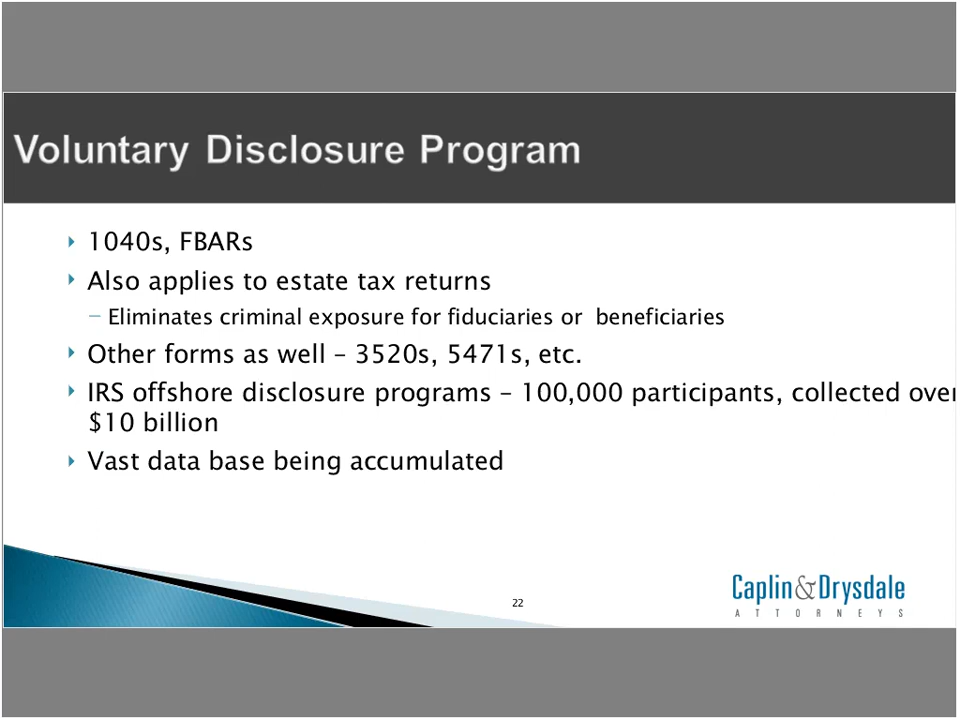 Voluntary Disclosure Program
1040s, FBARs
Also applies to estate tax returns
– Eliminates criminal exposure for fiduciaries or beneficiaries
Other forms as well – 3520s, 5471s, etc.
IRS offshore disclosure programs – 100,000 participants, collected over
$10 billion
Vast data base being accumulated
22
Caplin&Drysdale
ATTORNEYS